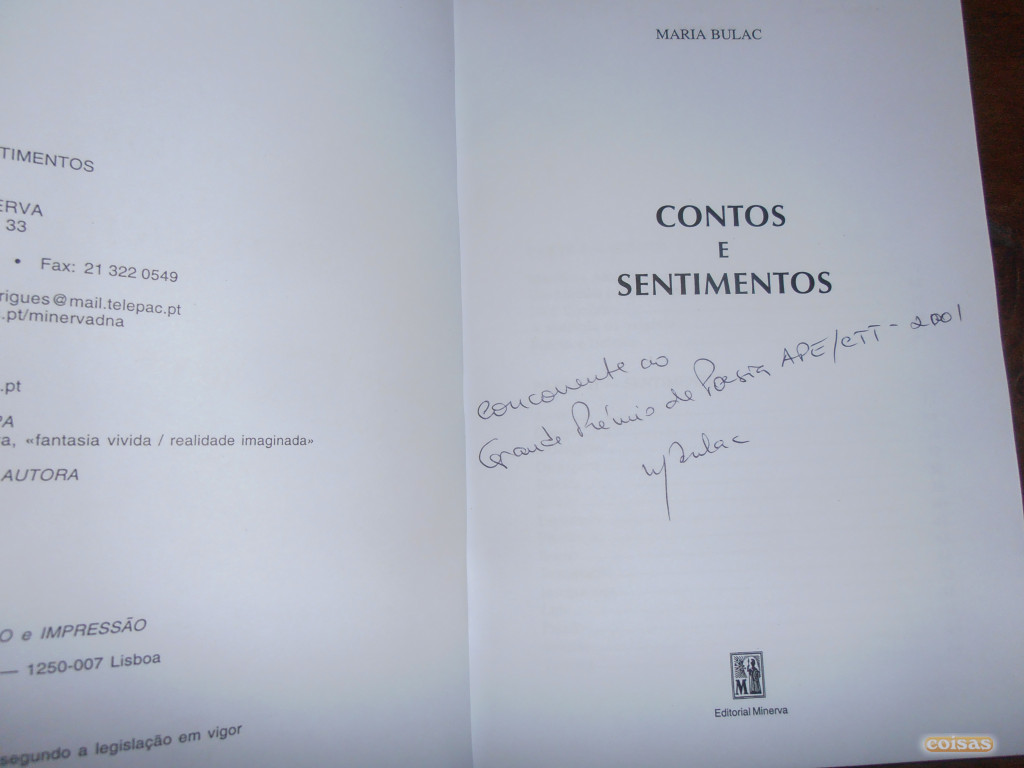 TIMENTOS
ERVA
33
• Fax: 21 322 0549
rigues@mail.telepac.pt
.pt/minervadna
.pt
PA
a, «fantasia vivida / realidade imaginada»
AUTORA
O e IMPRESSÃO
— 1250-007 Lisboa
segundo a legislação em vigor
MARIA BULAC
CONTOS
E
SENTIMENTOS
concorrente ao
Grande Prémio de Poesia APE/CTT - 2001
M Bulac
M
Editorial Minerva
coisas